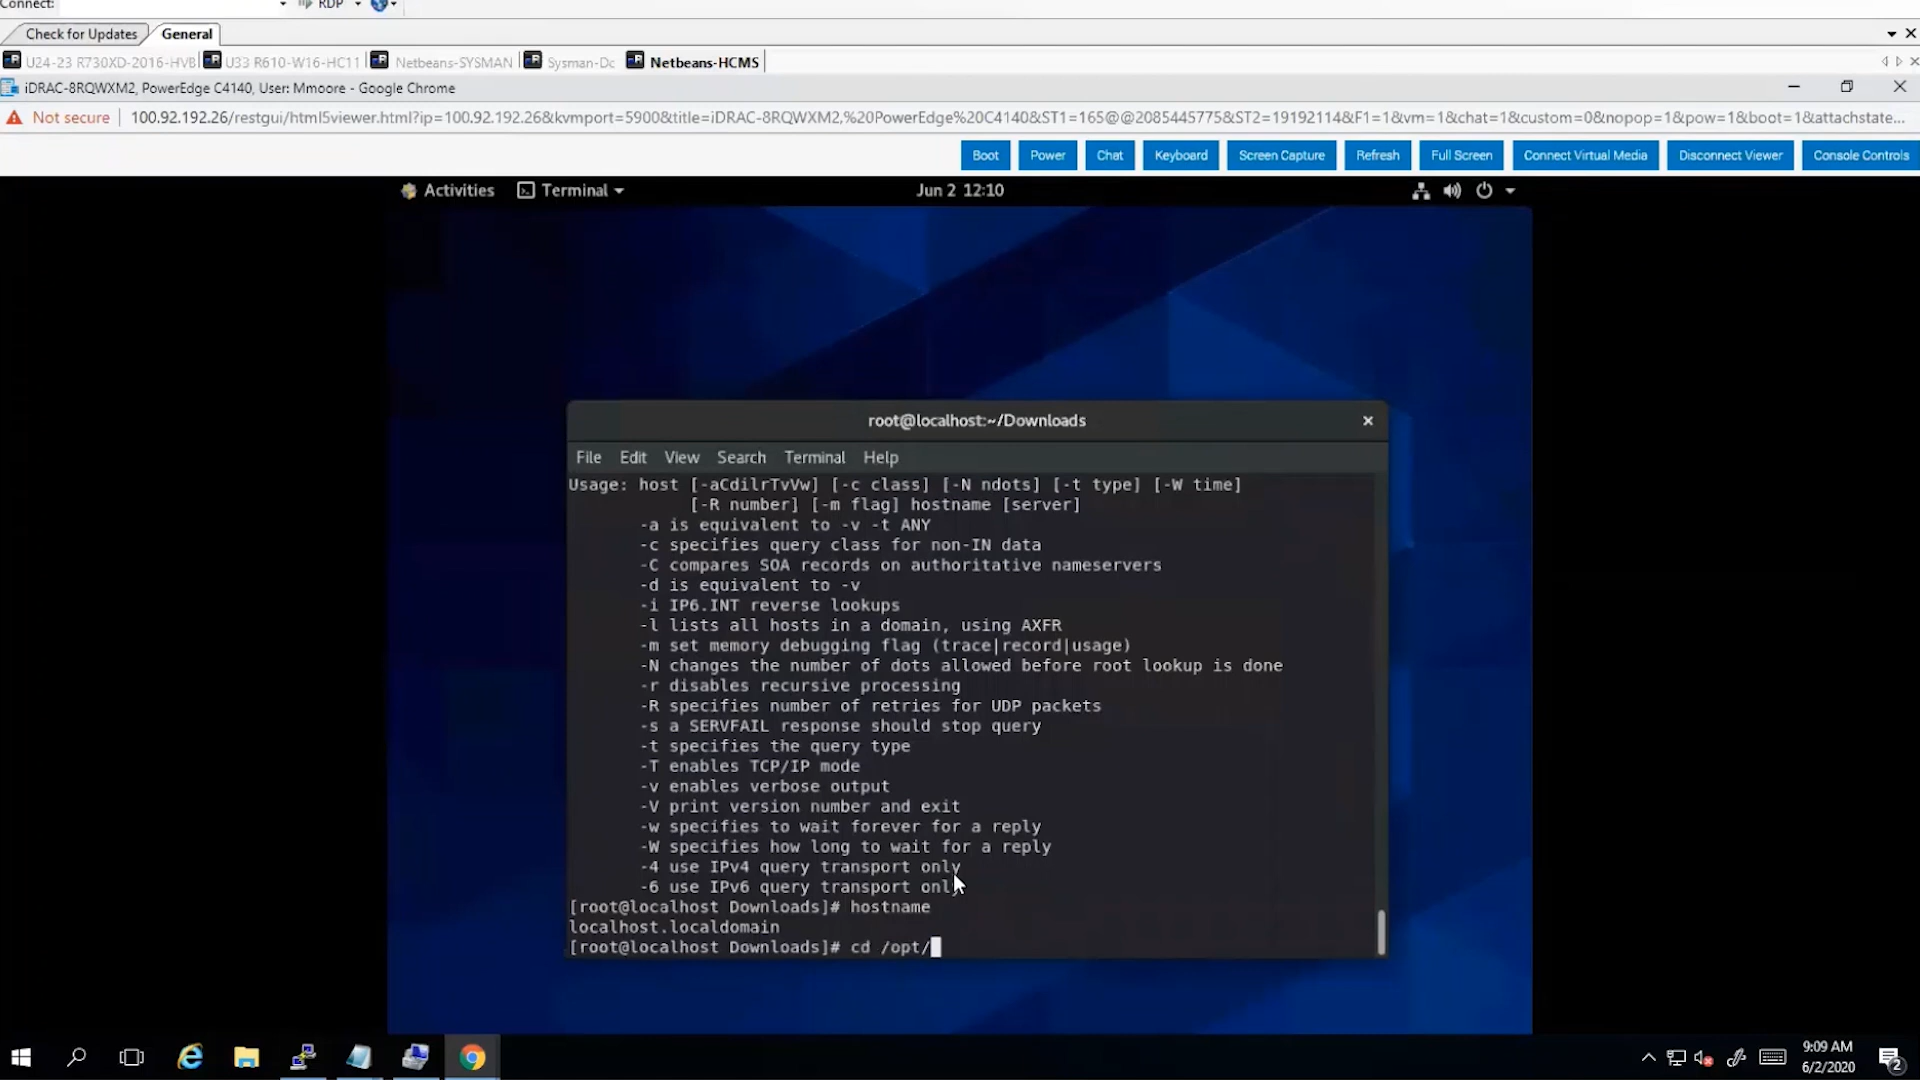 Connect:
RDP
Check for Updates
General
U24-23 R730XD-2016-HVB
U33 R610-W16-HC11
Netbeans-SYSMAN
Sysman-Dc
Netbeans-HCMS
iDRAC-8RQWXM2, PowerEdge C4140, User: Mmoore - Google Chrome
Not secure
100.92.192.26/restgui/html5viewer.html?ip=100.92.192.26&kvmport=5900&title=iDRAC-8RQWXM2,%20PowerEdge%20C4140&ST1=165@@2085445775&ST2=19192114&F1=1&vm=1&chat=1&custom=0&nopop=1&pow=1&boot=1&attachstate...
Boot
Power
Chat
Keyboard
Screen Capture
Refresh
Full Screen
Connect Virtual Media
Disconnect Viewer
Console Controls
Activities
Terminal
Jun 2 12:10
root@localhost:~/Downloads
File Edit View Search Terminal Help
Usage: host [-aCdilrTvVw] [-c class] [-N ndots] [-t type] [-W time]
[-R number] [-m flag] hostname [server]
-a is equivalent to -v -t ANY
-c specifies query class for non-IN data
-C compares SOA records on authoritative nameservers
-d is equivalent to -v
-i IP6.INT reverse lookups
-l lists all hosts in a domain, using AXFR
-m set memory debugging flag (trace|record|usage)
-N changes the number of dots allowed before root lookup is done
-r disables recursive processing
-R specifies number of retries for UDP packets
-s a SERVFAIL response should stop query
-t specifies the query type
-T enables TCP/IP mode
-v enables verbose output
-V print version number and exit
-w specifies to wait forever for a reply
-W specifies how long to wait for a reply
-4 use IPv4 query transport only
-6 use IPv6 query transport only
[root@localhost Downloads]# hostname
localhost.localdomain
[root@localhost Downloads]# cd /opt/
9:09 AM
6/2/2020
2